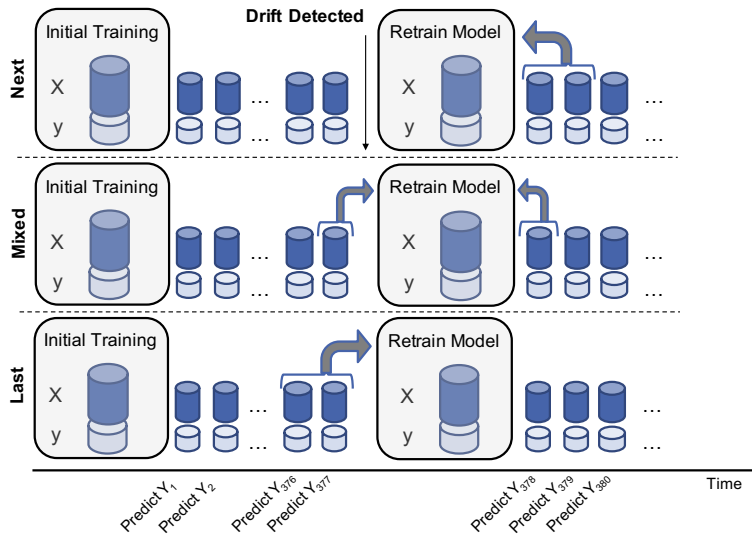 Drift Detected
Next
Initial Training
Retrain Model
X
X
... ...
y
y
... ...
Mixed
Initial Training
Retrain Model
X
X
... ...
y
y
... ...
Last
Initial Training
Retrain Model
X
X
... ...
y
y
... ...
Predict Y₁
Predict Y₂
Predict Y₃₇₆
Predict Y₃₇₇
Predict Y₃₇₈
Predict Y₃₇₉
Predict Y₃₈₀
Time